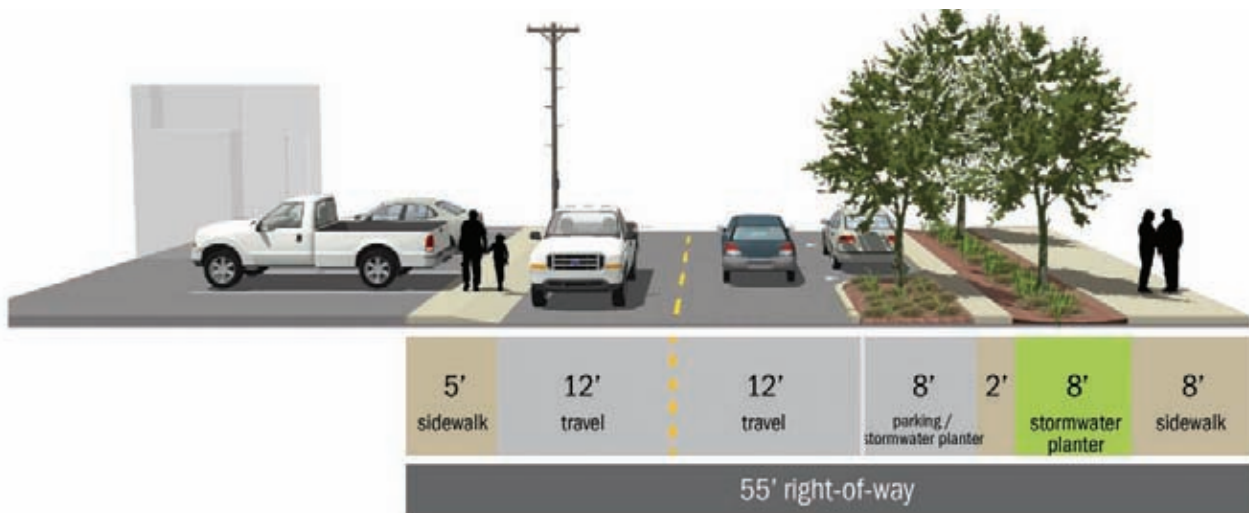 5’
sidewalk
12’
travel
12’
travel
8’
parking /
stormwater planter
2’
8’
stormwater
planter
8’
sidewalk
55’ right-of-way